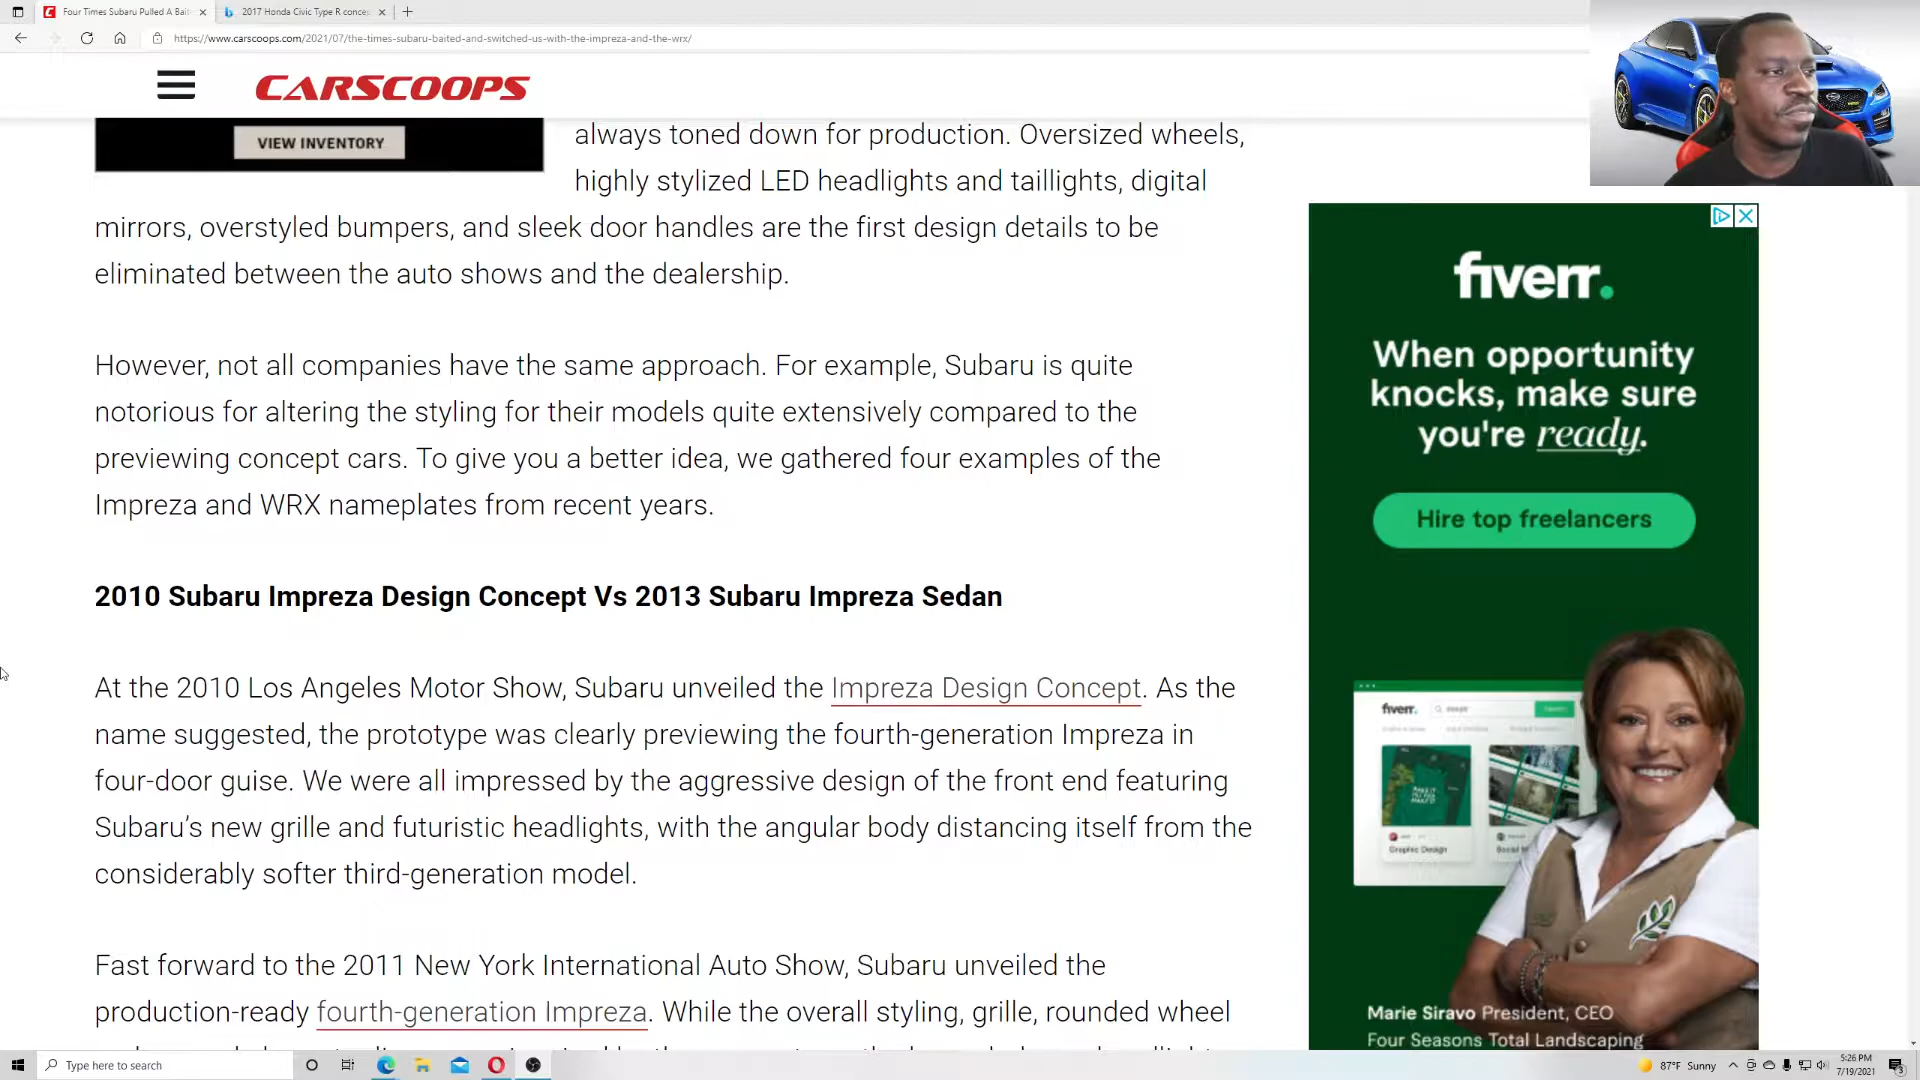 Four Times Subaru Pulled A Bait
2017 Honda Civic Type R concep
https://www.carscoops.com/2021/07/the-times-subaru-baited-and-switched-us-with-the-impreza-and-the-wrx/
CARSCOOPS
VIEW INVENTORY
always toned down for production. Oversized wheels,
highly stylized LED headlights and taillights, digital
mirrors, overstyled bumpers, and sleek door handles are the first design details to be
eliminated between the auto shows and the dealership.
However, not all companies have the same approach. For example, Subaru is quite
notorious for altering the styling for their models quite extensively compared to the
previewing concept cars. To give you a better idea, we gathered four examples of the
Impreza and WRX nameplates from recent years.
2010 Subaru Impreza Design Concept Vs 2013 Subaru Impreza Sedan
At the 2010 Los Angeles Motor Show, Subaru unveiled the Impreza Design Concept. As the
name suggested, the prototype was clearly previewing the fourth-generation Impreza in
four-door guise. We were all impressed by the aggressive design of the front end featuring
Subaru's new grille and futuristic headlights, with the angular body distancing itself from the
considerably softer third-generation model.
Fast forward to the 2011 New York International Auto Show, Subaru unveiled the
production-ready fourth-generation Impreza. While the overall styling, grille, rounded wheel
fiverr.
When opportunity
knocks, make sure
you're ready.
Hire top freelancers
fiverr.
Graphic Design
Social
Marie Siravo President, CEO
Four Seasons Total Landscaping
Type here to search
87°F Sunny
5:26 PM
7/19/2021